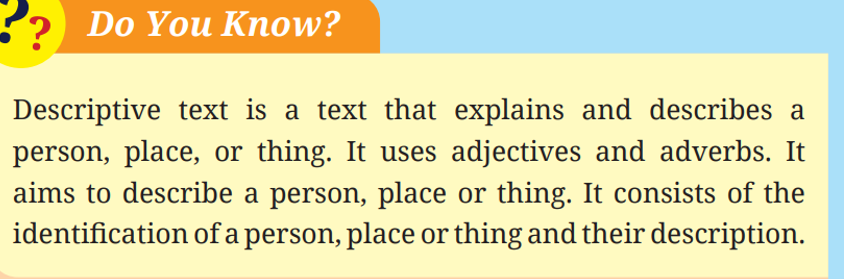 ??
Do You Know?
Descriptive text is a text that explains and describes a
person, place, or thing. It uses adjectives and adverbs. It
aims to describe a person, place or thing. It consists of the
identification of a person, place or thing and their description.